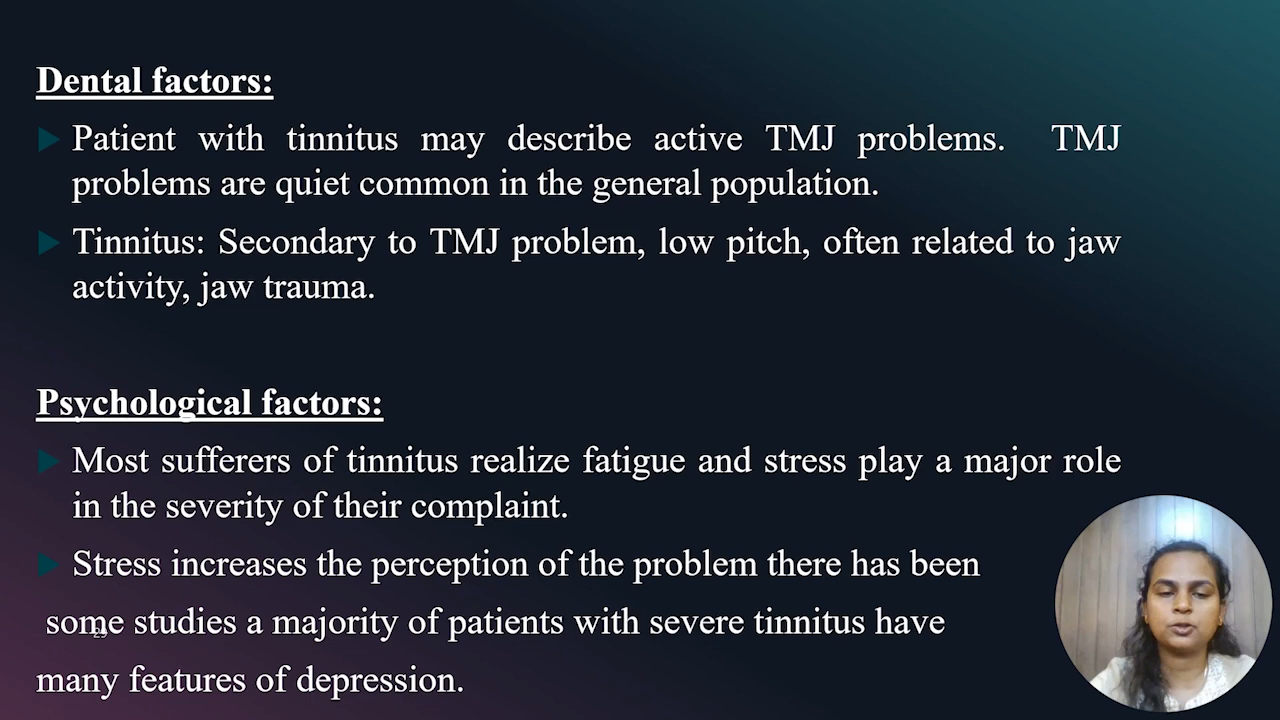 Dental factors:
Patient with tinnitus may describe active TMJ problems. TMJ
problems are quiet common in the general population.
Tinnitus: Secondary to TMJ problem, low pitch, often related to jaw
activity, jaw trauma.
Psychological factors:
Most sufferers of tinnitus realize fatigue and stress play a major role
in the severity of their complaint.
Stress increases the perception of the problem there has been
some studies a majority of patients with severe tinnitus have
many features of depression.